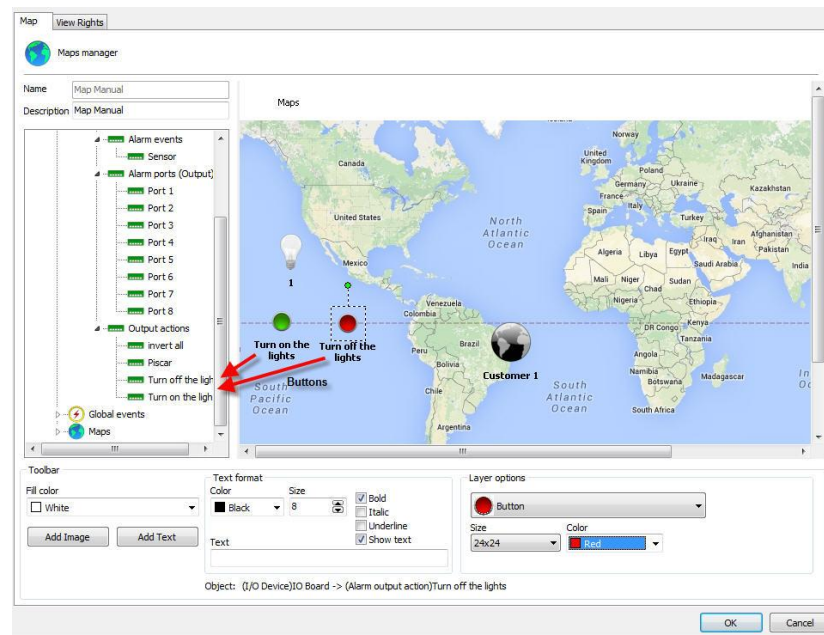 Map View Rights
Maps manager
Name Map Manual
Description Map Manual
Alarm events
Sensor
Alarm ports (Output)
Port 1
Port 2
Port 3
Port 4
Port 5
Port 6
Port 7
Port 8
Output actions
invert all
Piscar
Turn off the ligh
Turn on the ligh
Global events
Maps
Maps
Norway
Canada
United
Kingdom
Poland
Germany
Ukraine
Kazakhstan
France
Italy
Spain
Turkey
United States
North
Atlantic
Ocean
Afghanistan
Iraq
Iran
Pakistan
Algeria
Libya
Egypt
Saudi Arabia
India
Mexico
1
Mali
Niger
Chad
Sudan
Nigeria
Ethiopia
Venezuela
Colombia
Kenya
DR Congo
Tanzania
Turn on the
lights
Turn off the
lights
Buttons
Peru
Brazil
Bolivia
Customer 1
Angola
Namibia
Botswana
Madagascar
Chile
South
Pacific
Ocean
South
Atlantic
Ocean
South Africa
Argentina
Toolbar
Fill color
White
Add Image
Add Text
Text format
Color
Size
Black
8
Bold
Italic
Underline
Show text
Text
Layer options
Button
Size
Color
24x24
Red
Object: (I/O Device)IO Board -> (Alarm output action)Turn off the lights
OK
Cancel